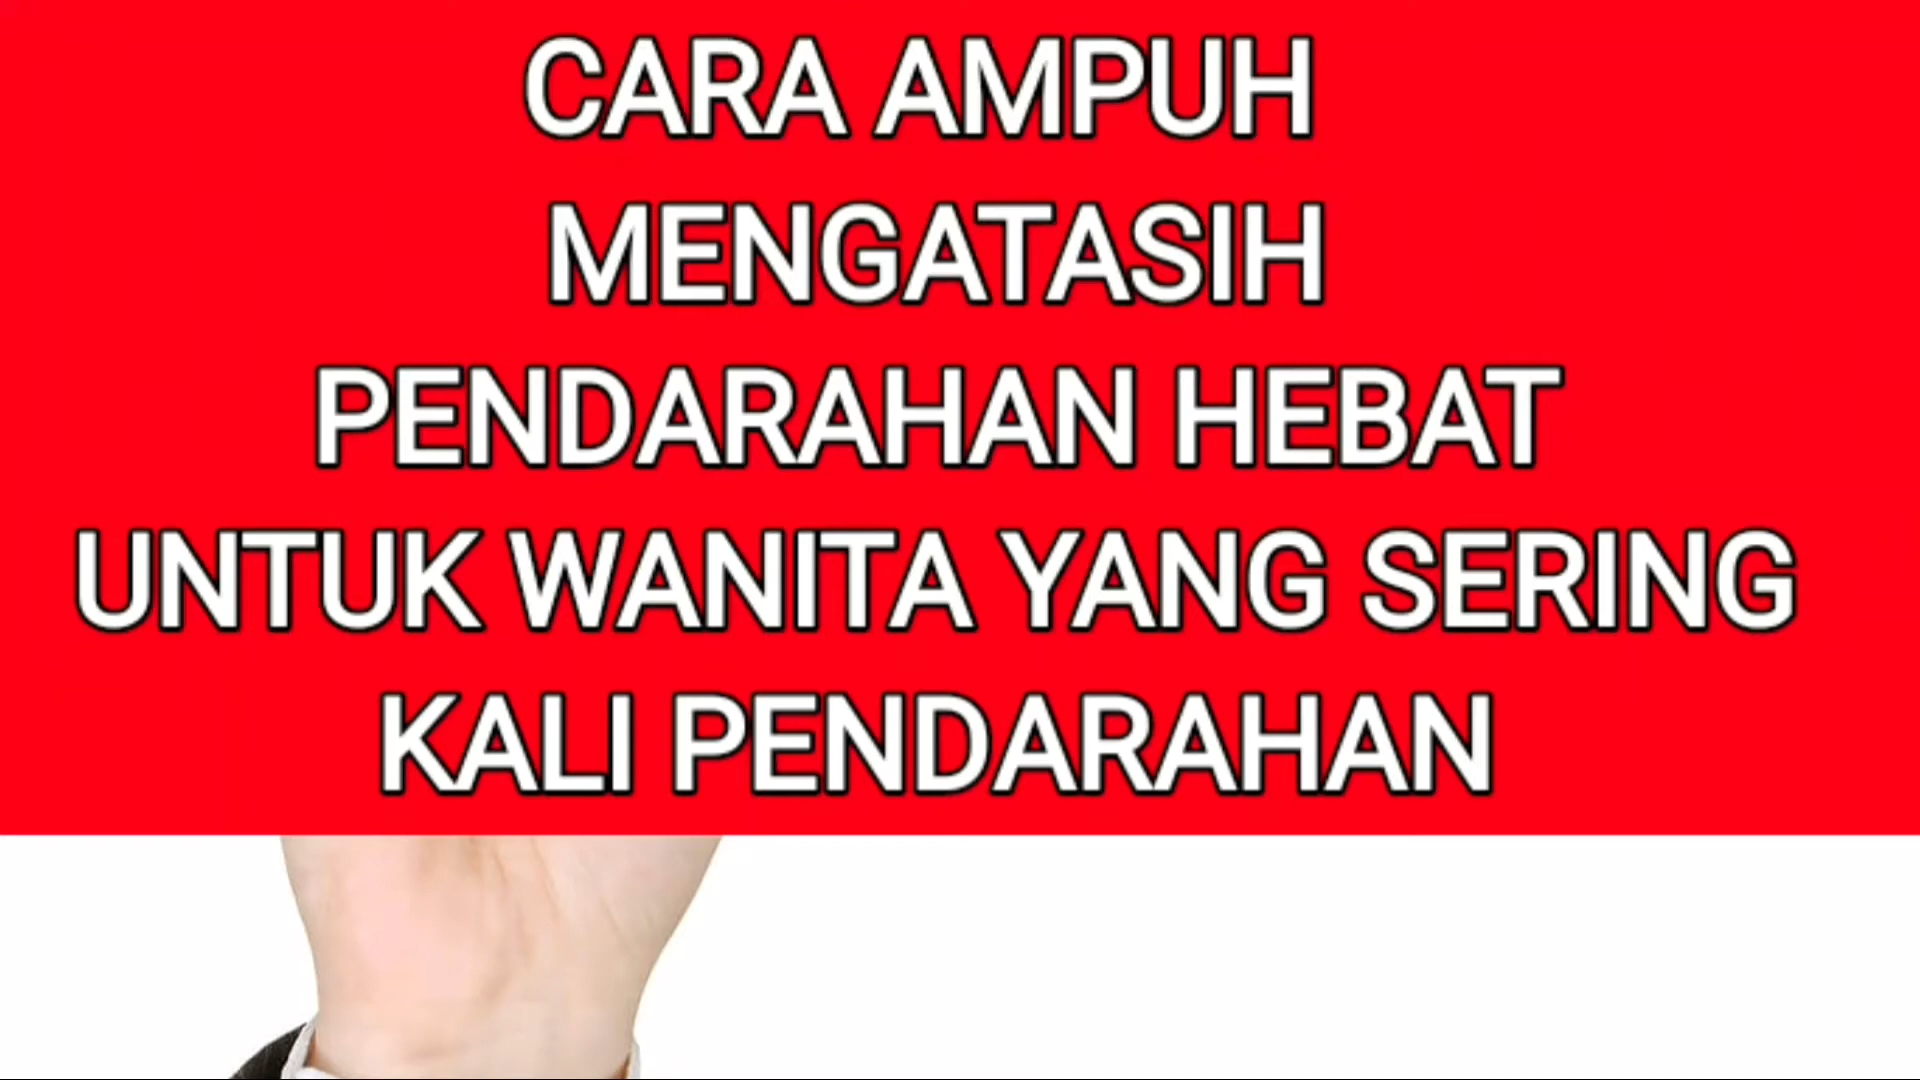 CARA AMPUH
MENGATASIH
PENDARAHAN HEBAT
UNTUK WANITA YANG SERING
KALI PENDARAHAN